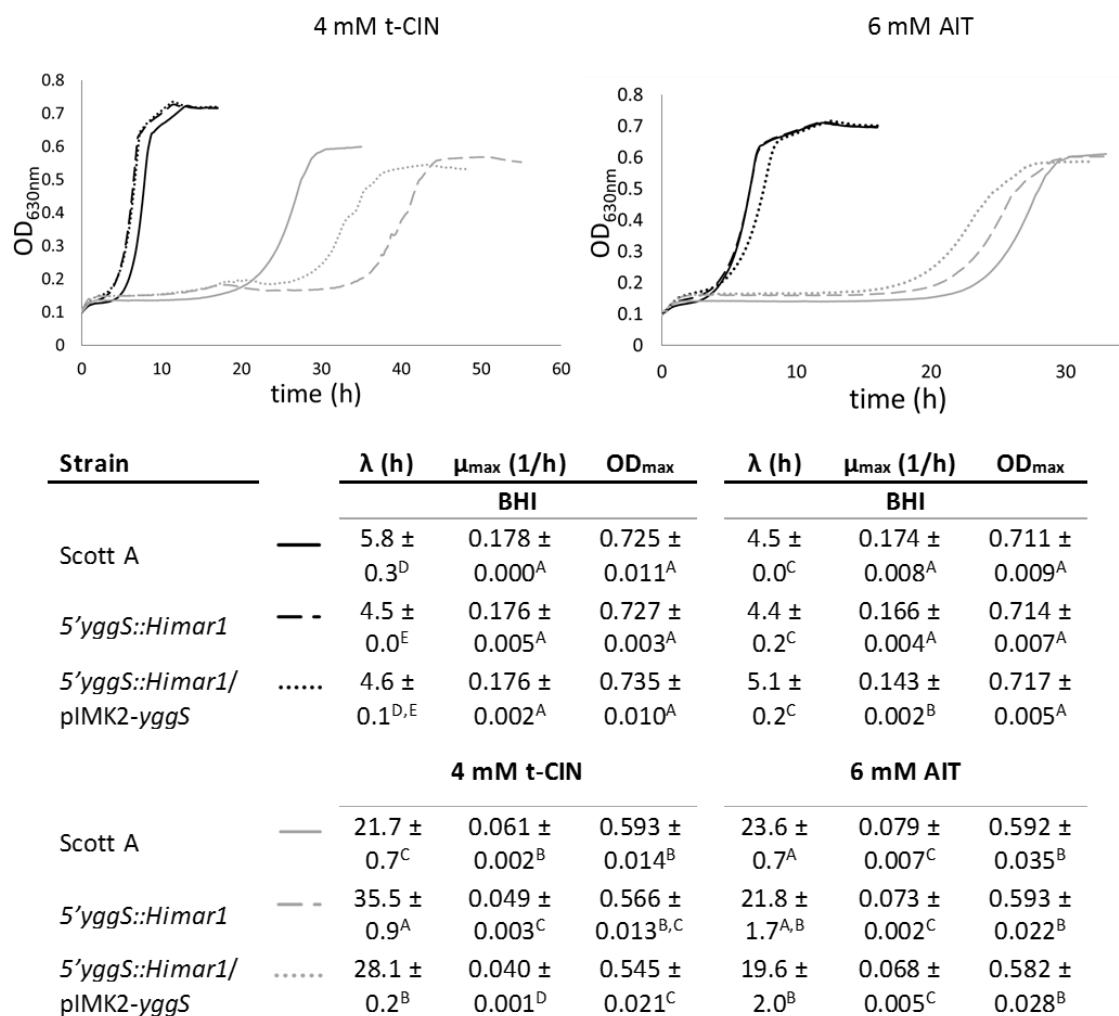 4 mM t-CIN
6 mM AIT
0.8
0.7
0.6
0.5
0.4
0.3
0.2
0.1
0
OD630nm
0 10 20 30 40 50 60
time (h)
0.8
0.7
0.6
0.5
0.4
0.3
0.2
0.1
0
OD630nm
0 10 20 30
time (h)
Strain λ (h) μmax (1/h) ODmax λ (h) μmax (1/h) ODmax
BHI BHI
Scott A 5.8 ± 0.178 ± 0.725 ± 4.5 ± 0.174 ± 0.711 ±
0.3D 0.000A 0.011A 0.0C 0.008A 0.009A
5'yggS::Himar1 4.5 ± 0.176 ± 0.727 ± 4.4 ± 0.166 ± 0.714 ±
0.0E 0.005A 0.003A 0.2C 0.004A 0.007A
5'yggS::Himar1/ 4.6 ± 0.176 ± 0.735 ± 5.1 ± 0.143 ± 0.717 ±
pIMK2-yggS 0.1D,E 0.002A 0.010A 0.2C 0.002B 0.005A
4 mM t-CIN 6 mM AIT
Scott A 21.7 ± 0.061 ± 0.593 ± 23.6 ± 0.079 ± 0.592 ±
0.7C 0.002B 0.014B 0.7A 0.007C 0.035B
5'yggS::Himar1 35.5 ± 0.049 ± 0.566 ± 21.8 ± 0.073 ± 0.593 ±
0.9A 0.003C 0.013B,C 1.7A,B 0.002C 0.022B
5'yggS::Himar1/ 28.1 ± 0.040 ± 0.545 ± 19.6 ± 0.068 ± 0.582 ±
pIMK2-yggS 0.2B 0.001D 0.021C 2.0B 0.005C 0.028B